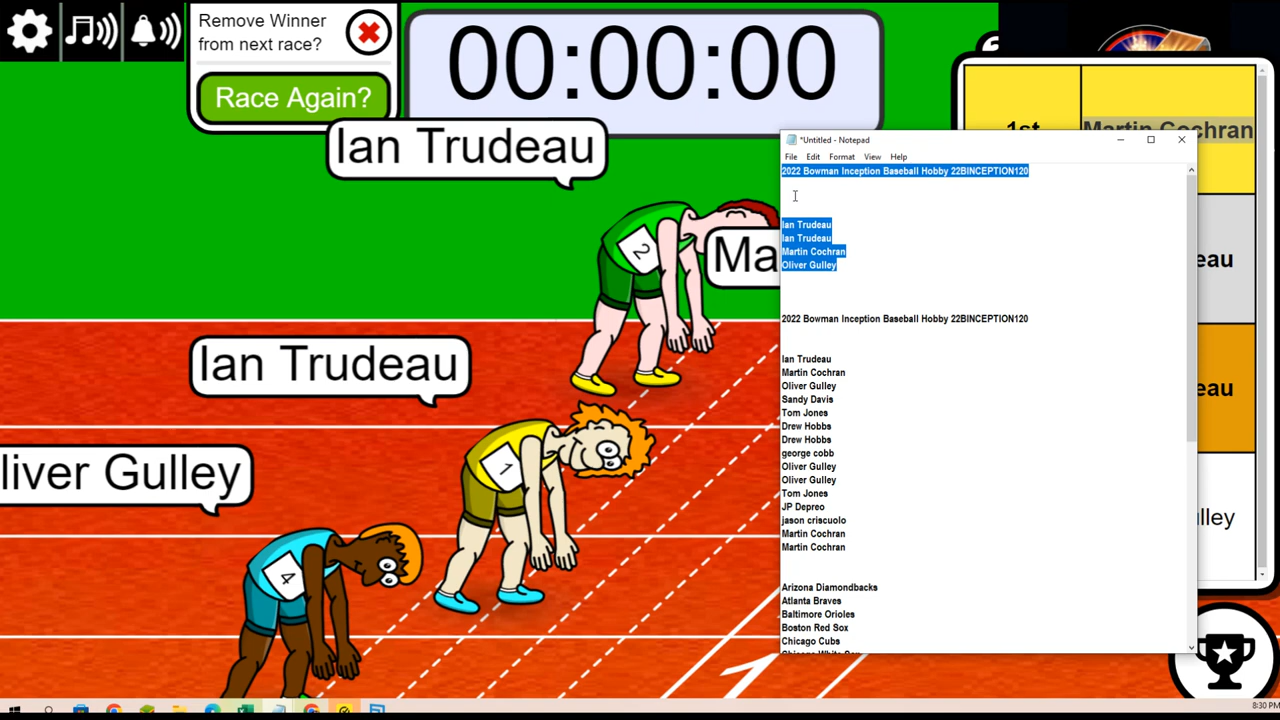 Remove Winner
from next race?
Race Again?
00:00:00
Ian Trudeau
Ma
Ian Trudeau
liver Gulley
2
1
4
1st
Martin Cochran
eau
eau
lley
*Untitled - Notepad
File Edit Format View Help
2022 Bowman Inception Baseball Hobby 22BINCEPTION120
Ian Trudeau
Ian Trudeau
Martin Cochran
Oliver Gulley
2022 Bowman Inception Baseball Hobby 22BINCEPTION120
Ian Trudeau
Martin Cochran
Oliver Gulley
Sandy Davis
Tom Jones
Drew Hobbs
Drew Hobbs
george cobb
Oliver Gulley
Oliver Gulley
Tom Jones
JP Depreo
jason criscuolo
Martin Cochran
Martin Cochran
Arizona Diamondbacks
Atlanta Braves
Baltimore Orioles
Boston Red Sox
Chicago Cubs
8:30 PM